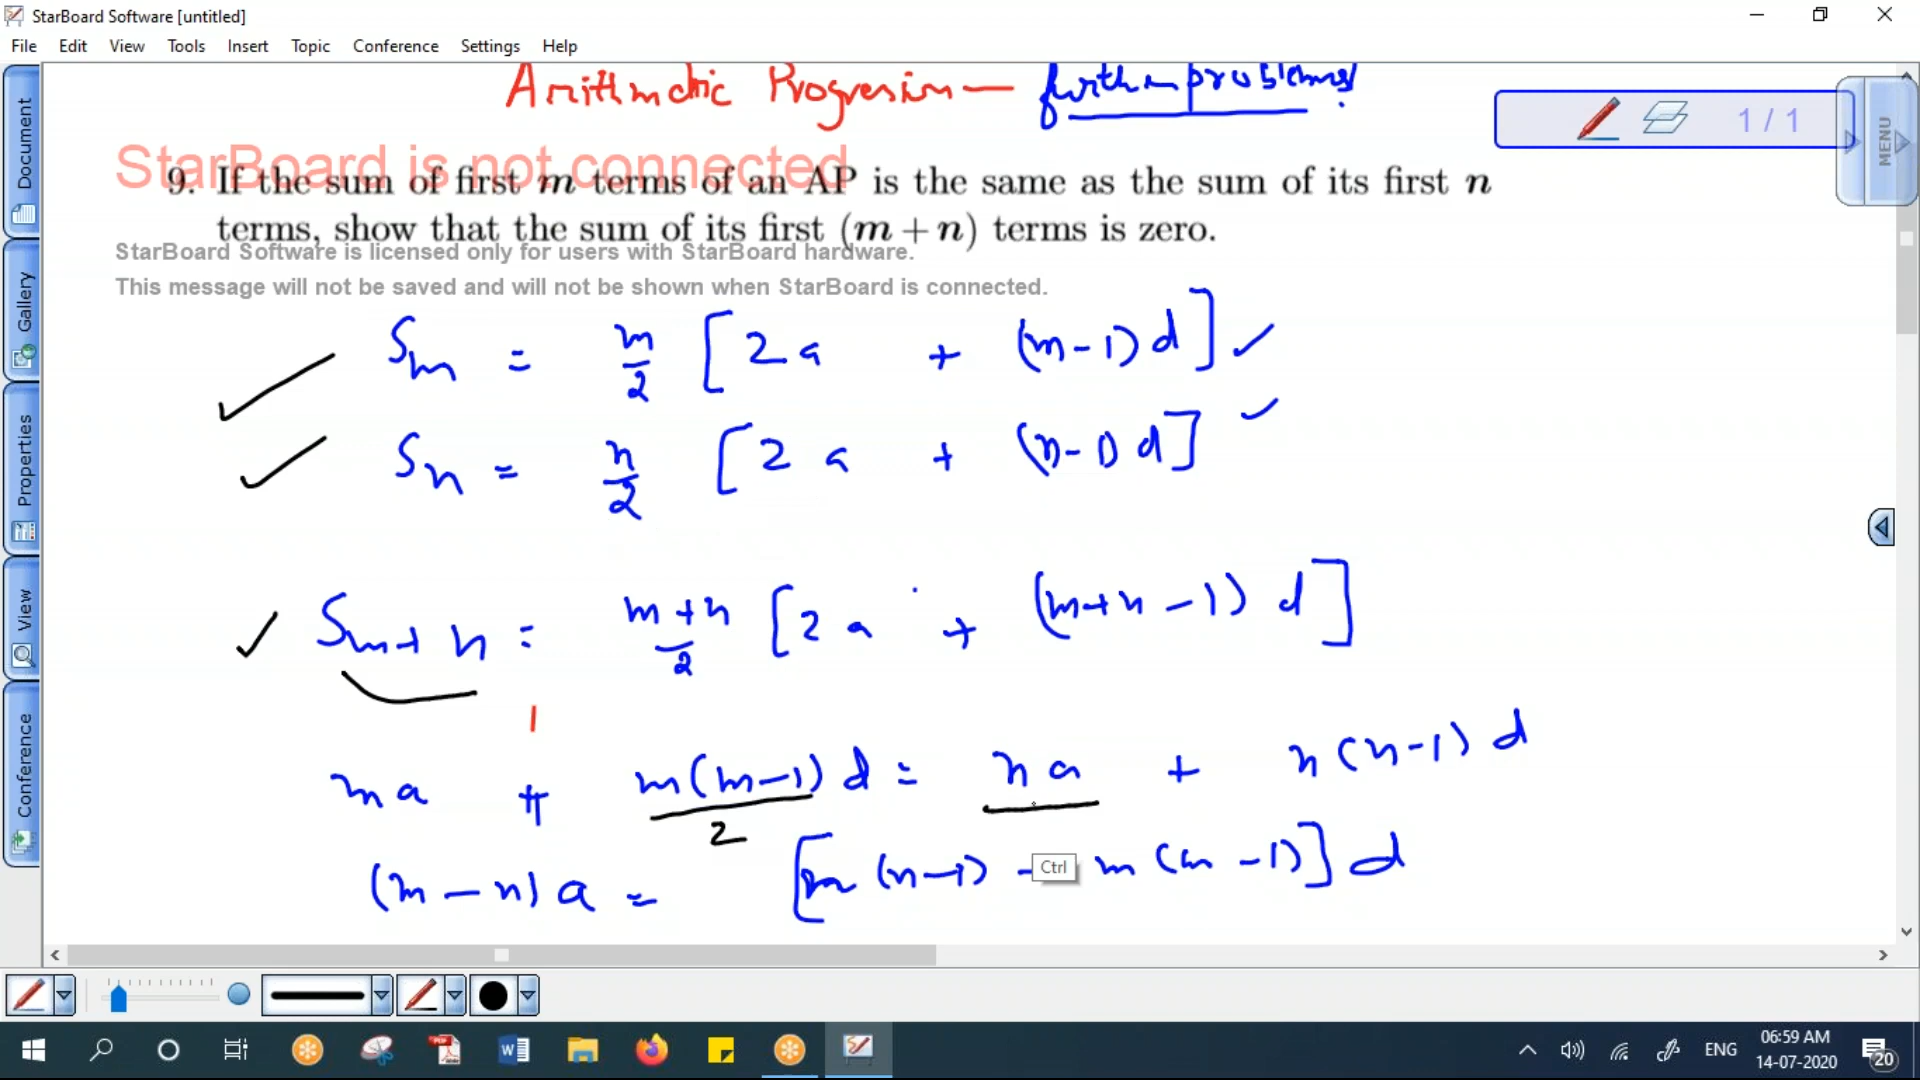 StarBoard Software [untitled]
File Edit View Tools Insert Topic Conference Settings Help
Arithmatic Progression — further problems
1 / 1
MENU
Document
Gallery
Properties
View
Conference
StarBoard is not connected
9. If the sum of first m terms of an AP is the same as the sum of its first n
terms, show that the sum of its first (m + n) terms is zero.
StarBoard Software is licensed only for users with StarBoard hardware.
This message will not be saved and will not be shown when StarBoard is connected.
Sm = m/2 [2a + (m-1)d] ✓
✓ Sn = n/2 [2a + (n-1)d] ✓
✓ Sm+n = m+n/2 [2a + (m+n-1)d]
ma + m(m-1)/2 d = na + n(n-1)d
(m-n)a = [n(n-1) - m(m-1)]d
Ctrl
ENG
06:59 AM
14-07-2020
20